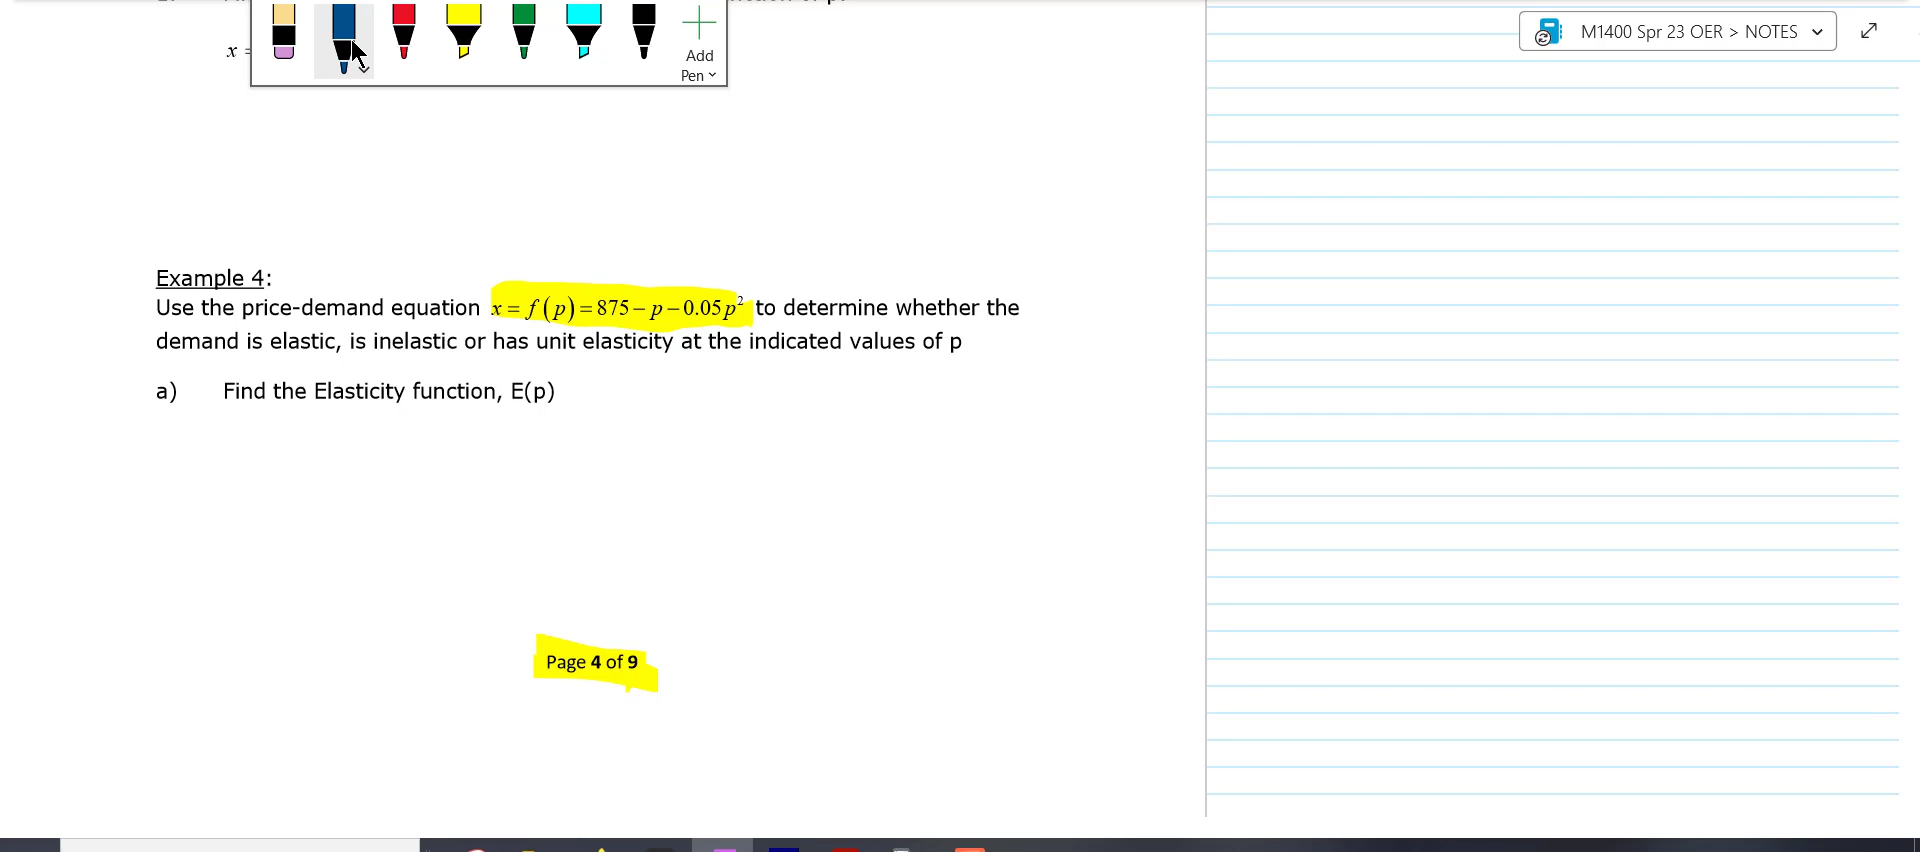 x =
Add
Pen
M1400 Spr 23 OER > NOTES
Example 4:
Use the price-demand equation x = f(p) = 875 − p − 0.05p² to determine whether the
demand is elastic, is inelastic or has unit elasticity at the indicated values of p
a) Find the Elasticity function, E(p)
Page 4 of 9